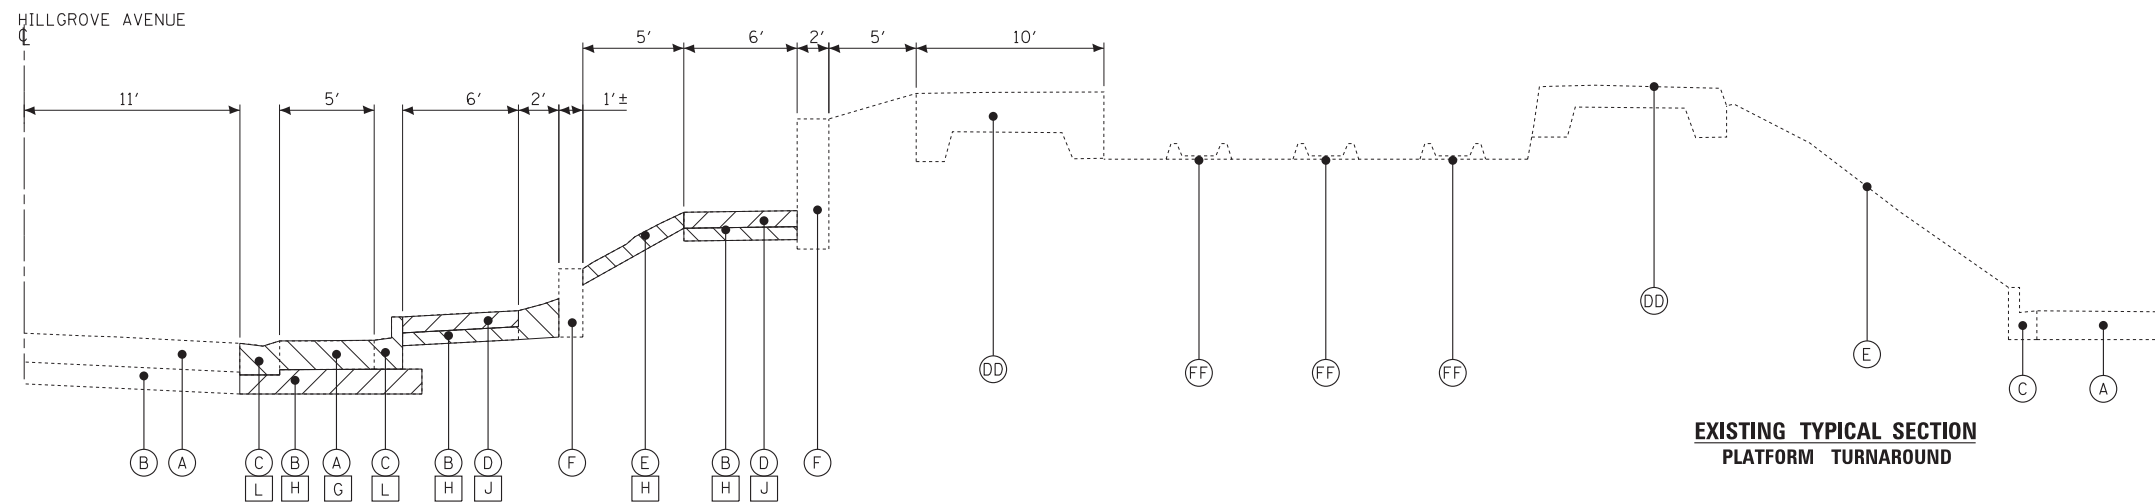 HILLGROVE AVENUE
℄
5' 6' 2' 5' 10'
11' 5' 6' 2' 1'±
DD
FF FF FF
DD
E
C A
B A C B A C B D F E B D F
L H G L H J H H J
EXISTING TYPICAL SECTION
PLATFORM TURNAROUND